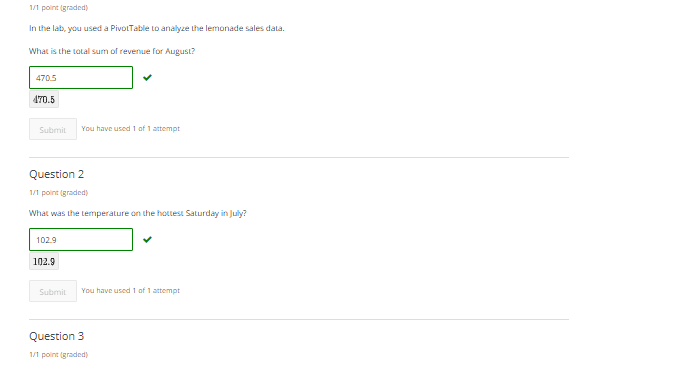 1/1 point (graded)
In the lab, you used a PivotTable to analyze the lemonade sales data.
What is the total sum of revenue for August?
470.5
470.5
Submit You have used 1 of 1 attempt
Question 2
1/1 point (graded)
What was the temperature on the hottest Saturday in July?
102.9
102.9
Submit You have used 1 of 1 attempt
Question 3
1/1 point (graded)